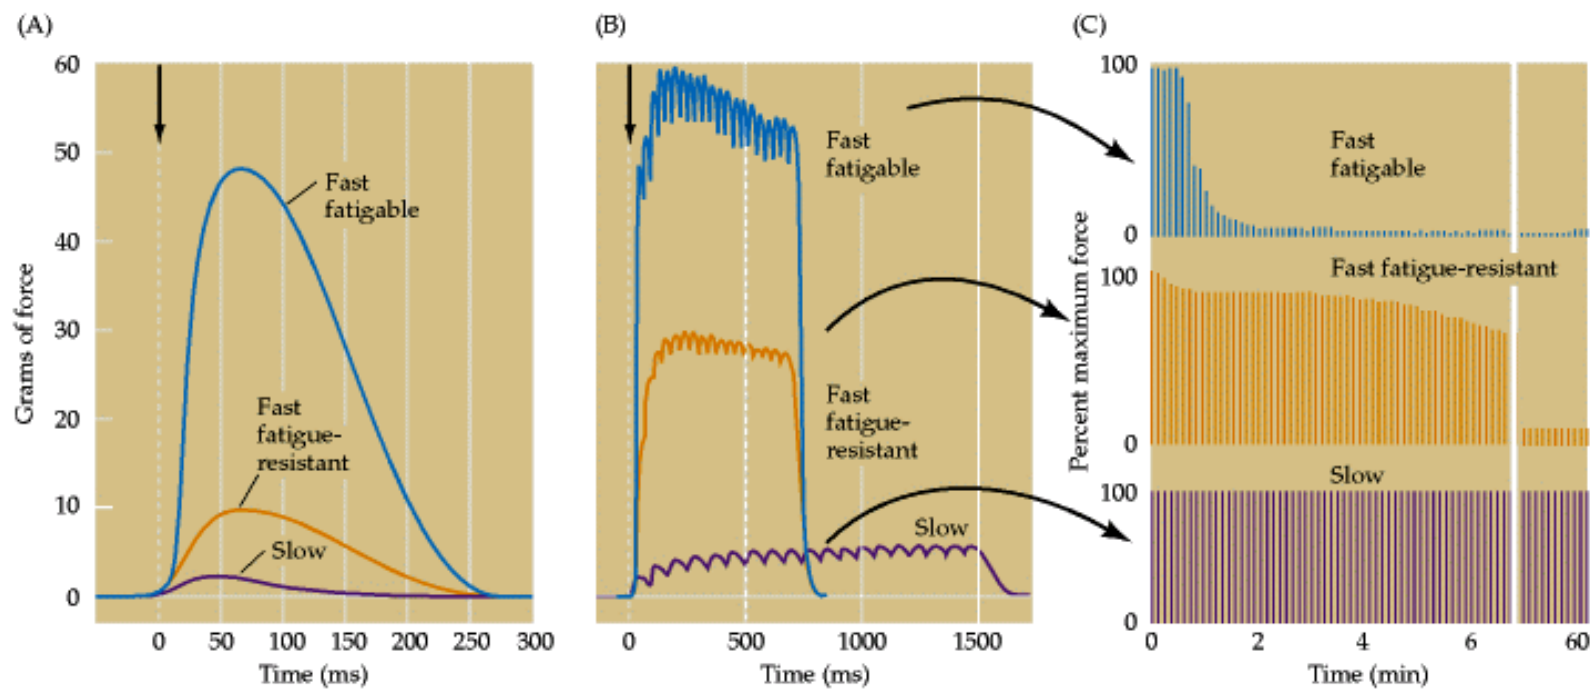 (A)
60
50
40
30
20
10
0
Grams of force
Fast
fatigable
Fast
fatigue-
resistant
Slow
0 50 100 150 200 250 300
Time (ms)
(B)
Fast
fatigable
Fast
fatigue-
resistant
Slow
0 500 1000 1500
Time (ms)
(C)
Percent maximum force
100
Fast
fatigable
0
100
Fast fatigue-resistant
0
Slow
100
0
0 2 4 6 60
Time (min)